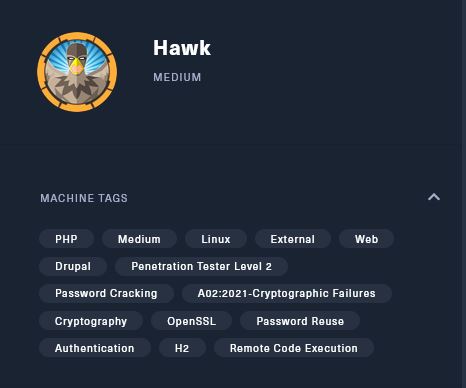 Hawk
MEDIUM
MACHINE TAGS
PHP Medium Linux External Web
Drupal Penetration Tester Level 2
Password Cracking A02:2021-Cryptographic Failures
Cryptography OpenSSL Password Reuse
Authentication H2 Remote Code Execution